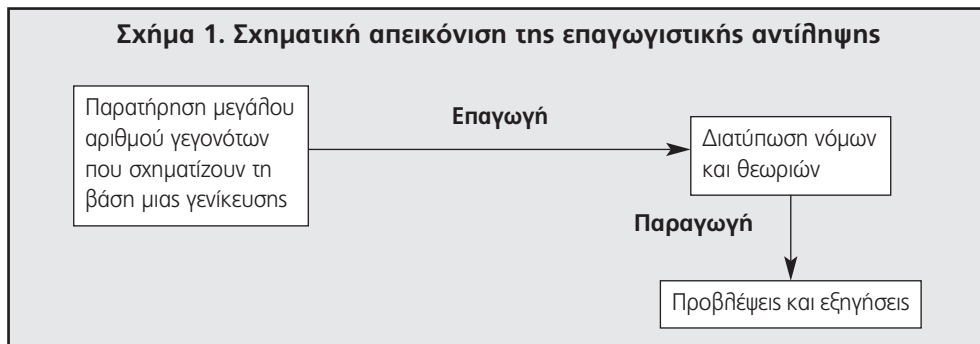 Σχήμα 1. Σχηματική απεικόνιση της επαγωγιστικής αντίληψης
Παρατήρηση μεγάλου
αριθμού γεγονότων
που σχηματίζουν τη
βάση μιας γενίκευσης
Επαγωγή
Διατύπωση νόμων
και θεωριών
Παραγωγή
Προβλέψεις και εξηγήσεις